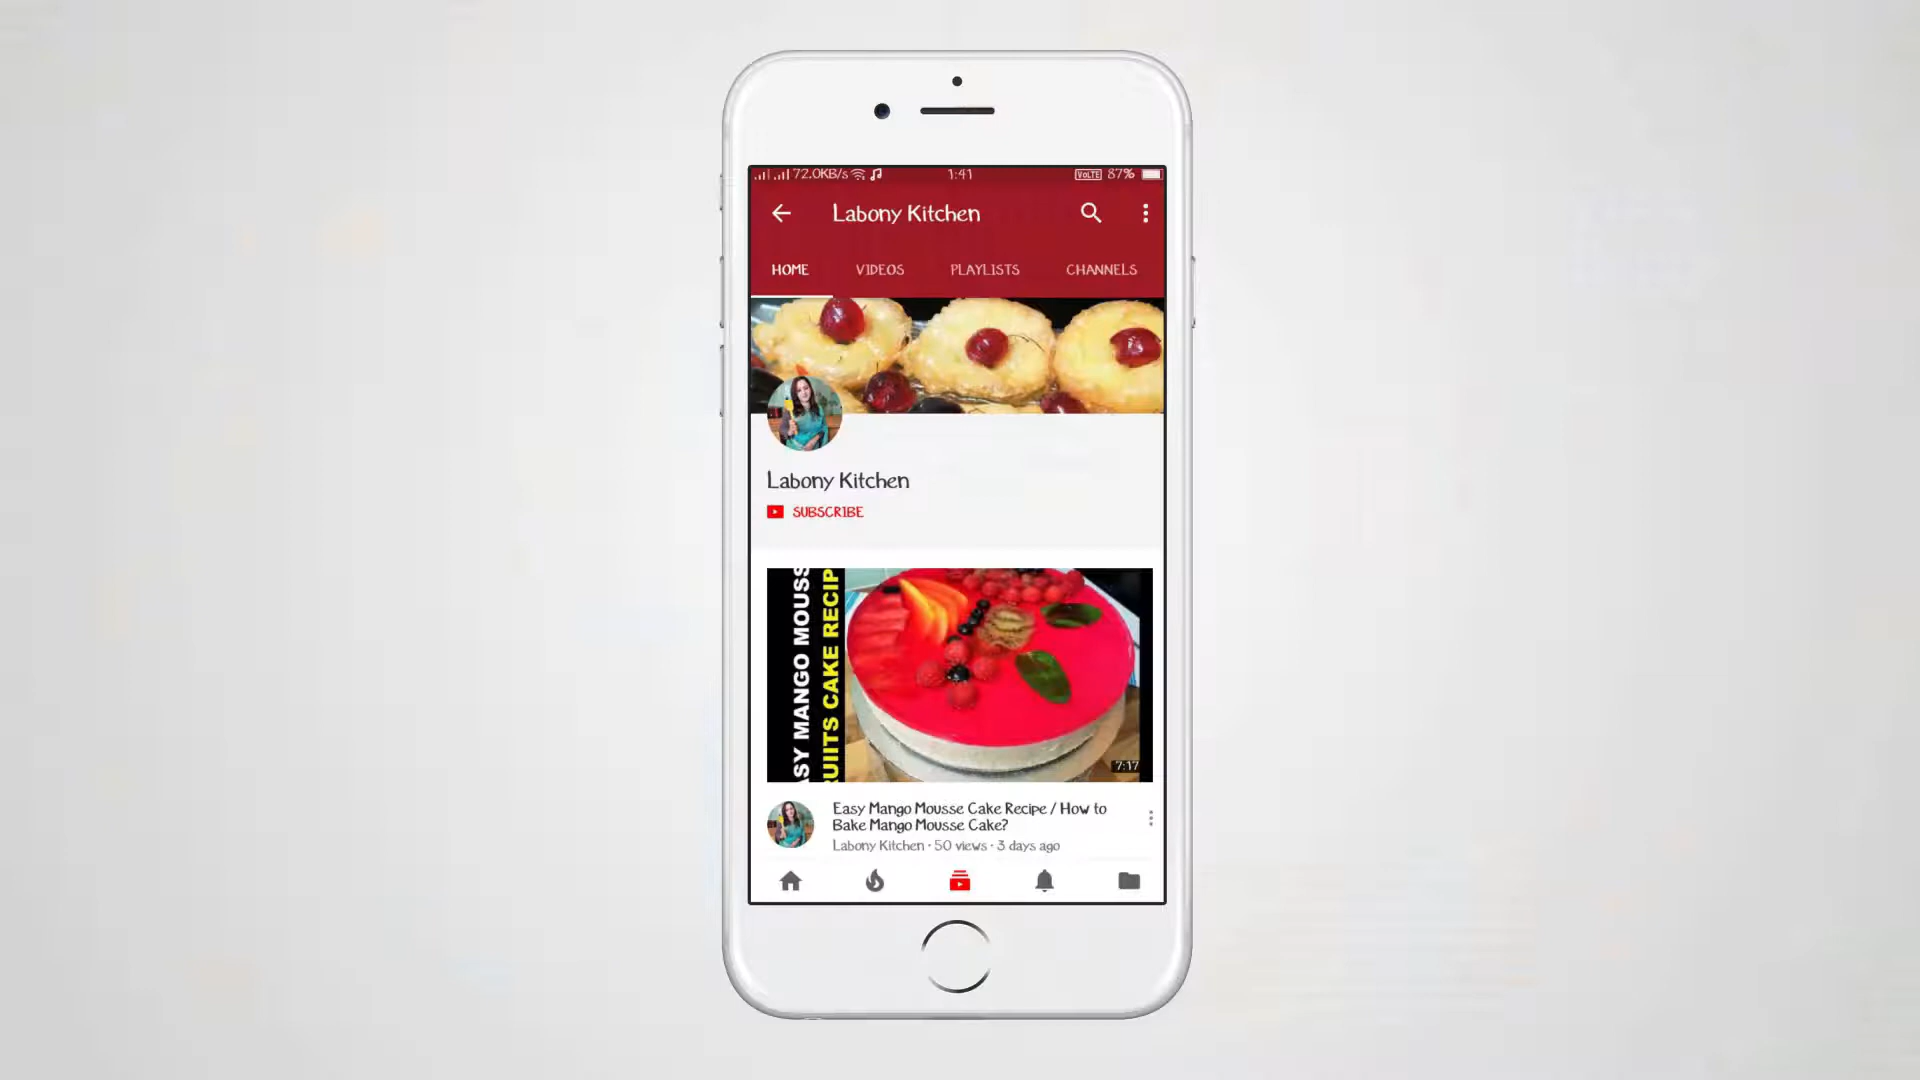 72.0KB/s 1:41 VoLTE 87%
Labony Kitchen
HOME VIDEOS PLAYLISTS CHANNELS
Labony Kitchen
SUBSCRIBE
ASY MANGO MOUSS
RUIITS CAKE RECIP
7:17
Easy Mango Mousse Cake Recipe / How to
Bake Mango Mousse Cake?
Labony Kitchen · 50 views · 3 days ago